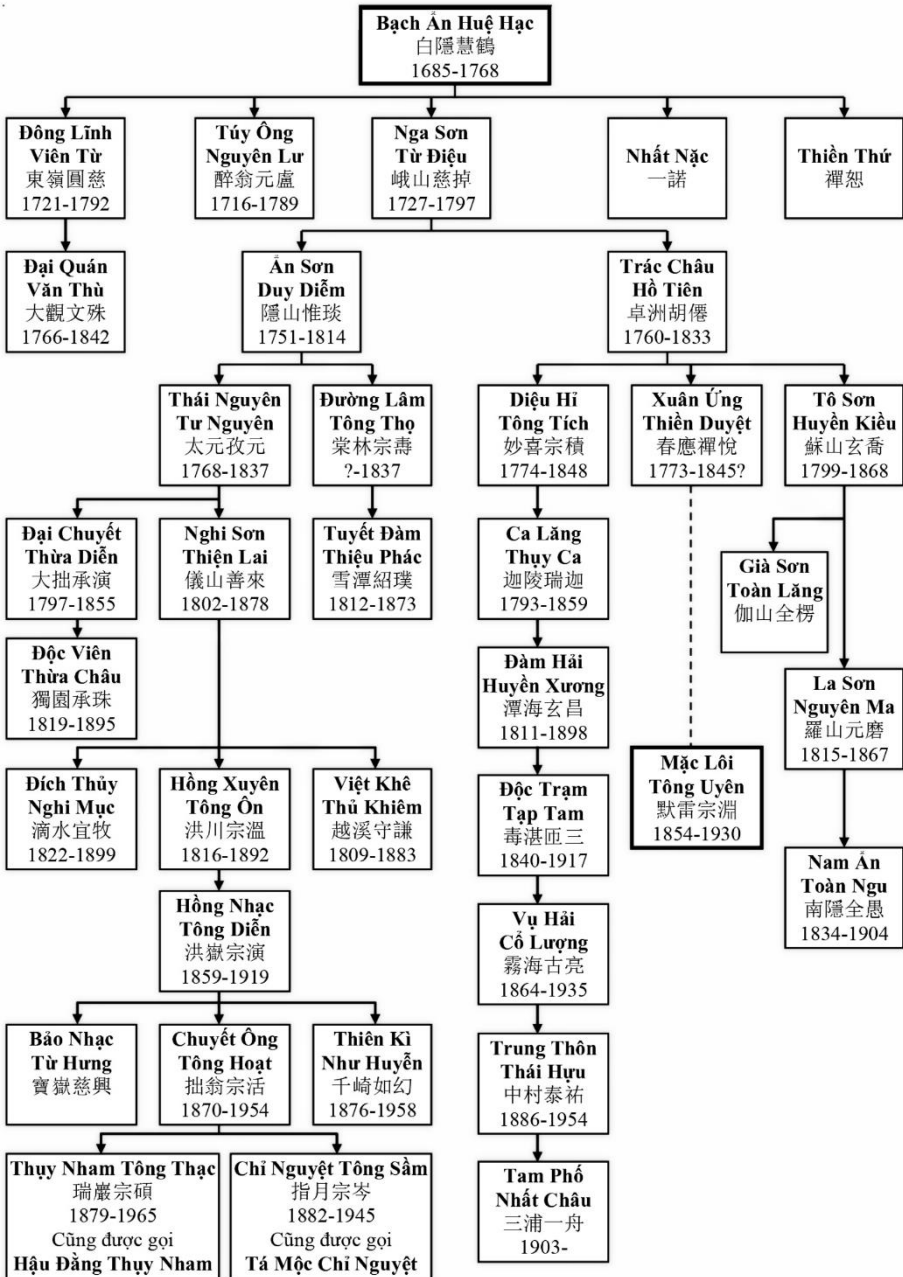 Bạch Ẩn Huệ Hạc
白隱慧鶴
1685-1768
Đông Lĩnh
Viên Từ
東嶺圓慈
1721-1792
Túy Ông
Nguyên Lư
醉翁元盧
1716-1789
Nga Sơn
Từ Điệu
峨山慈掉
1727-1797
Nhất Nặc
一諾
Thiền Thứ
禪恕
Đại Quán
Văn Thù
大觀文殊
1766-1842
Ẩn Sơn
Duy Diễm
隱山惟琰
1751-1814
Trác Châu
Hồ Tiên
卓洲胡僊
1760-1833
Thái Nguyên
Tư Nguyên
太元孜元
1768-1837
Đường Lâm
Tông Thọ
棠林宗壽
?-1837
Diệu Hỉ
Tông Tích
妙喜宗積
1774-1848
Xuân Ứng
Thiền Duyệt
春應禪悅
1773-1845?
Tô Sơn
Huyền Kiều
蘇山玄喬
1799-1868
Đại Chuyết
Thừa Diễn
大拙承演
1797-1855
Nghi Sơn
Thiện Lai
儀山善來
1802-1878
Tuyết Đàm
Thiệu Phác
雪潭紹璞
1812-1873
Ca Lăng
Thụy Ca
迦陵瑞迦
1793-1859
Già Sơn
Toàn Lăng
伽山全楞
Độc Viên
Thừa Châu
獨園承珠
1819-1895
Đàm Hải
Huyền Xương
潭海玄昌
1811-1898
La Sơn
Nguyên Ma
羅山元磨
1815-1867
Đích Thủy
Nghi Mục
滴水宜牧
1822-1899
Hồng Xuyên
Tông Ôn
洪川宗溫
1816-1892
Việt Khê
Thủ Khiêm
越溪守謙
1809-1883
Độc Trạm
Tạp Tam
毒湛匝三
1840-1917
Mặc Lôi
Tông Uyên
默雷宗淵
1854-1930
Nam Ẩn
Toàn Ngu
南隱全愚
1834-1904
Hồng Nhạc
Tông Diễn
洪嶽宗演
1859-1919
Vụ Hải
Cổ Lượng
霧海古亮
1864-1935
Bảo Nhạc
Từ Hưng
寶嶽慈興
Chuyết Ông
Tông Hoạt
拙翁宗活
1870-1954
Thiên Kì
Như Huyễn
千崎如幻
1876-1958
Trung Thôn
Thái Hựu
中村泰祐
1886-1954
Thụy Nham Tông Thạc
瑞巖宗碩
1879-1965
Cũng được gọi
Hậu Đằng Thụy Nham
Chỉ Nguyệt Tông Sầm
指月宗岑
1882-1945
Cũng được gọi
Tá Mộc Chỉ Nguyệt
Tam Phố
Nhất Châu
三浦一舟
1903-